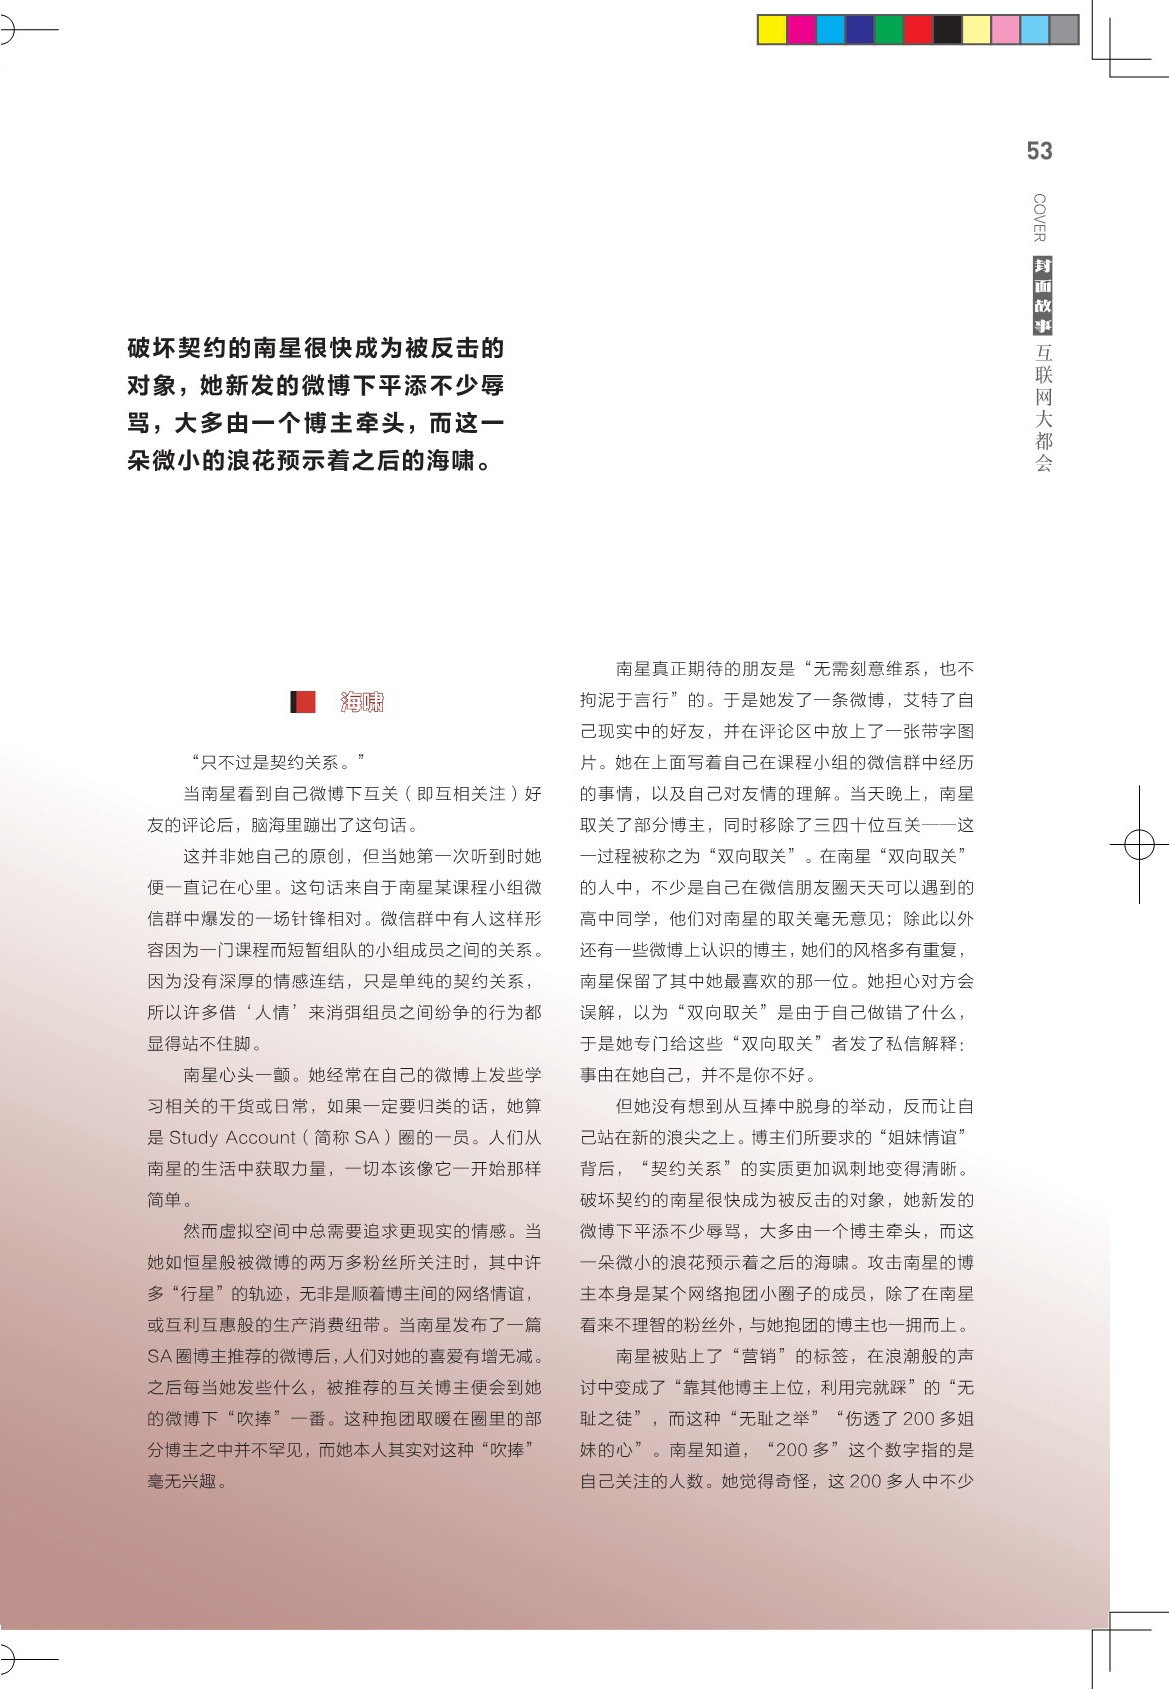 53
COVER
封面故事
互联网大都会
破坏契约的南星很快成为被反击的
对象，她新发的微博下平添不少辱
骂，大多由一个博主牵头，而这一
朵微小的浪花预示着之后的海啸。
海啸
“只不过是契约关系。”
当南星看到自己微博下互关（即互相关注）好
友的评论后，脑海里蹦出了这句话。
这并非她自己的原创，但当她第一次听到时她
便一直记在心里。这句话来自于南星某课程小组微
信群中爆发的一场针锋相对。微信群中有人这样形
容因为一门课程而短暂组队的小组成员之间的关系。
因为没有深厚的情感连结，只是单纯的契约关系，
所以许多借‘人情’来消弭组员之间纷争的行为都
显得站不住脚。
南星心头一颤。她经常在自己的微博上发些学
习相关的干货或日常，如果一定要归类的话，她算
是 Study Account（简称 SA）圈的一员。人们从
南星的生活中获取力量，一切本该像它一开始那样
简单。
然而虚拟空间中总需要追求更现实的情感。当
她如恒星般被微博的两万多粉丝所关注时，其中许
多“行星”的轨迹，无非是顺着博主间的网络情谊，
或互利互惠般的生产消费纽带。当南星发布了一篇
SA 圈博主推荐的微博后，人们对她的喜爱有增无减。
之后每当她发些什么，被推荐的互关博主便会到她
的微博下“吹捧”一番。这种抱团取暖在圈里的部
分博主之中并不罕见，而她本人其实对这种“吹捧”
毫无兴趣。
南星真正期待的朋友是“无需刻意维系，也不
拘泥于言行”的。于是她发了一条微博，艾特了自
己现实中的好友，并在评论区中放上了一张带字图
片。她在上面写着自己在课程小组的微信群中经历
的事情，以及自己对友情的理解。当天晚上，南星
取关了部分博主，同时移除了三四十位互关——这
一过程被称之为“双向取关”。在南星“双向取关”
的人中，不少是自己在微信朋友圈天天可以遇到的
高中同学，他们对南星的取关毫无意见；除此以外
还有一些微博上认识的博主，她们的风格多有重复，
南星保留了其中她最喜欢的那一位。她担心对方会
误解，以为“双向取关”是由于自己做错了什么，
于是她专门给这些“双向取关”者发了私信解释：
事由在她自己，并不是你不好。
但她没有想到从互捧中脱身的举动，反而让自
己站在新的浪尖之上。博主们所要求的“姐妹情谊”
背后，“契约关系”的实质更加讽刺地变得清晰。
破坏契约的南星很快成为被反击的对象，她新发的
微博下平添不少辱骂，大多由一个博主牵头，而这
一朵微小的浪花预示着之后的海啸。攻击南星的博
主本身是某个网络抱团小圈子的成员，除了在南星
看来不理智的粉丝外，与她抱团的博主也一拥而上。
南星被贴上了“营销”的标签，在浪潮般的声
讨中变成了“靠其他博主上位，利用完就踩”的“无
耻之徒”，而这种“无耻之举”“伤透了 200 多姐
妹的心”。南星知道，“200 多”这个数字指的是
自己关注的人数。她觉得奇怪，这 200 多人中不少